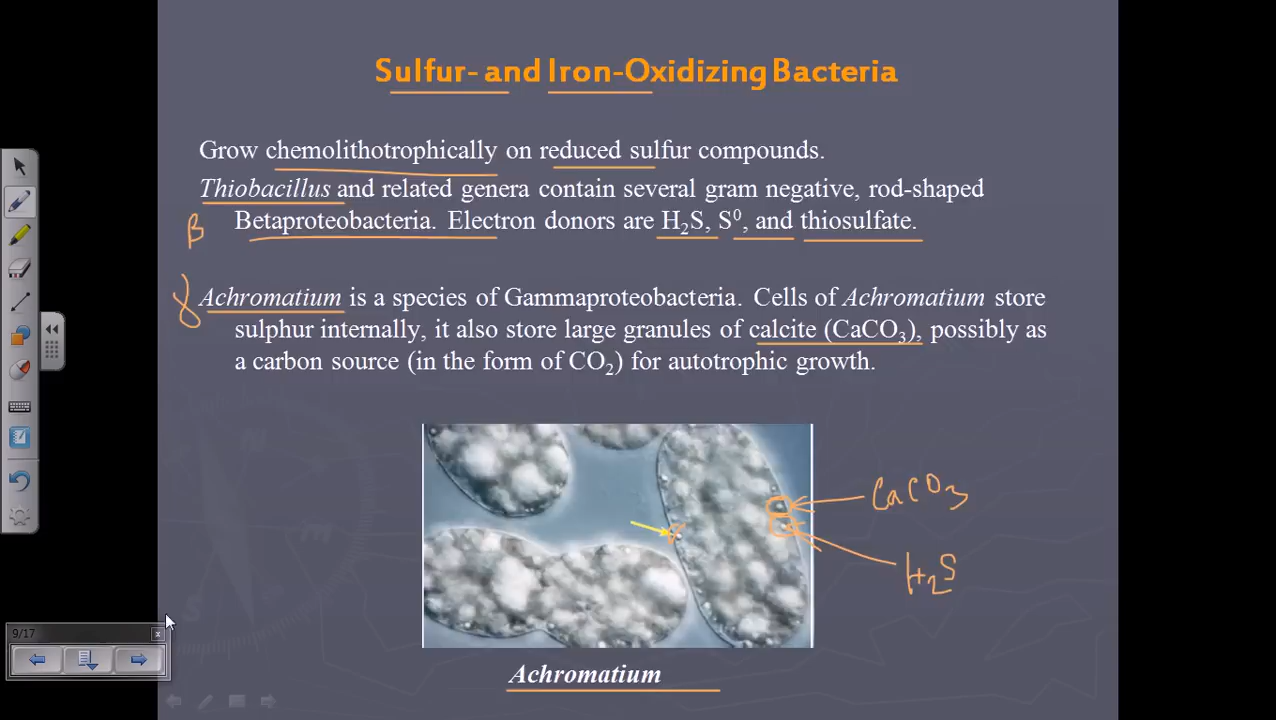 Sulfur- and Iron-Oxidizing Bacteria
Grow chemolithotrophically on reduced sulfur compounds.
Thiobacillus and related genera contain several gram negative, rod-shaped
β Betaproteobacteria. Electron donors are H₂S, S⁰, and thiosulfate.
γ Achromatium is a species of Gammaproteobacteria. Cells of Achromatium store
sulphur internally, it also store large granules of calcite (CaCO₃), possibly as
a carbon source (in the form of CO₂) for autotrophic growth.
CaCO₃
H₂S
9/17 x
Achromatium